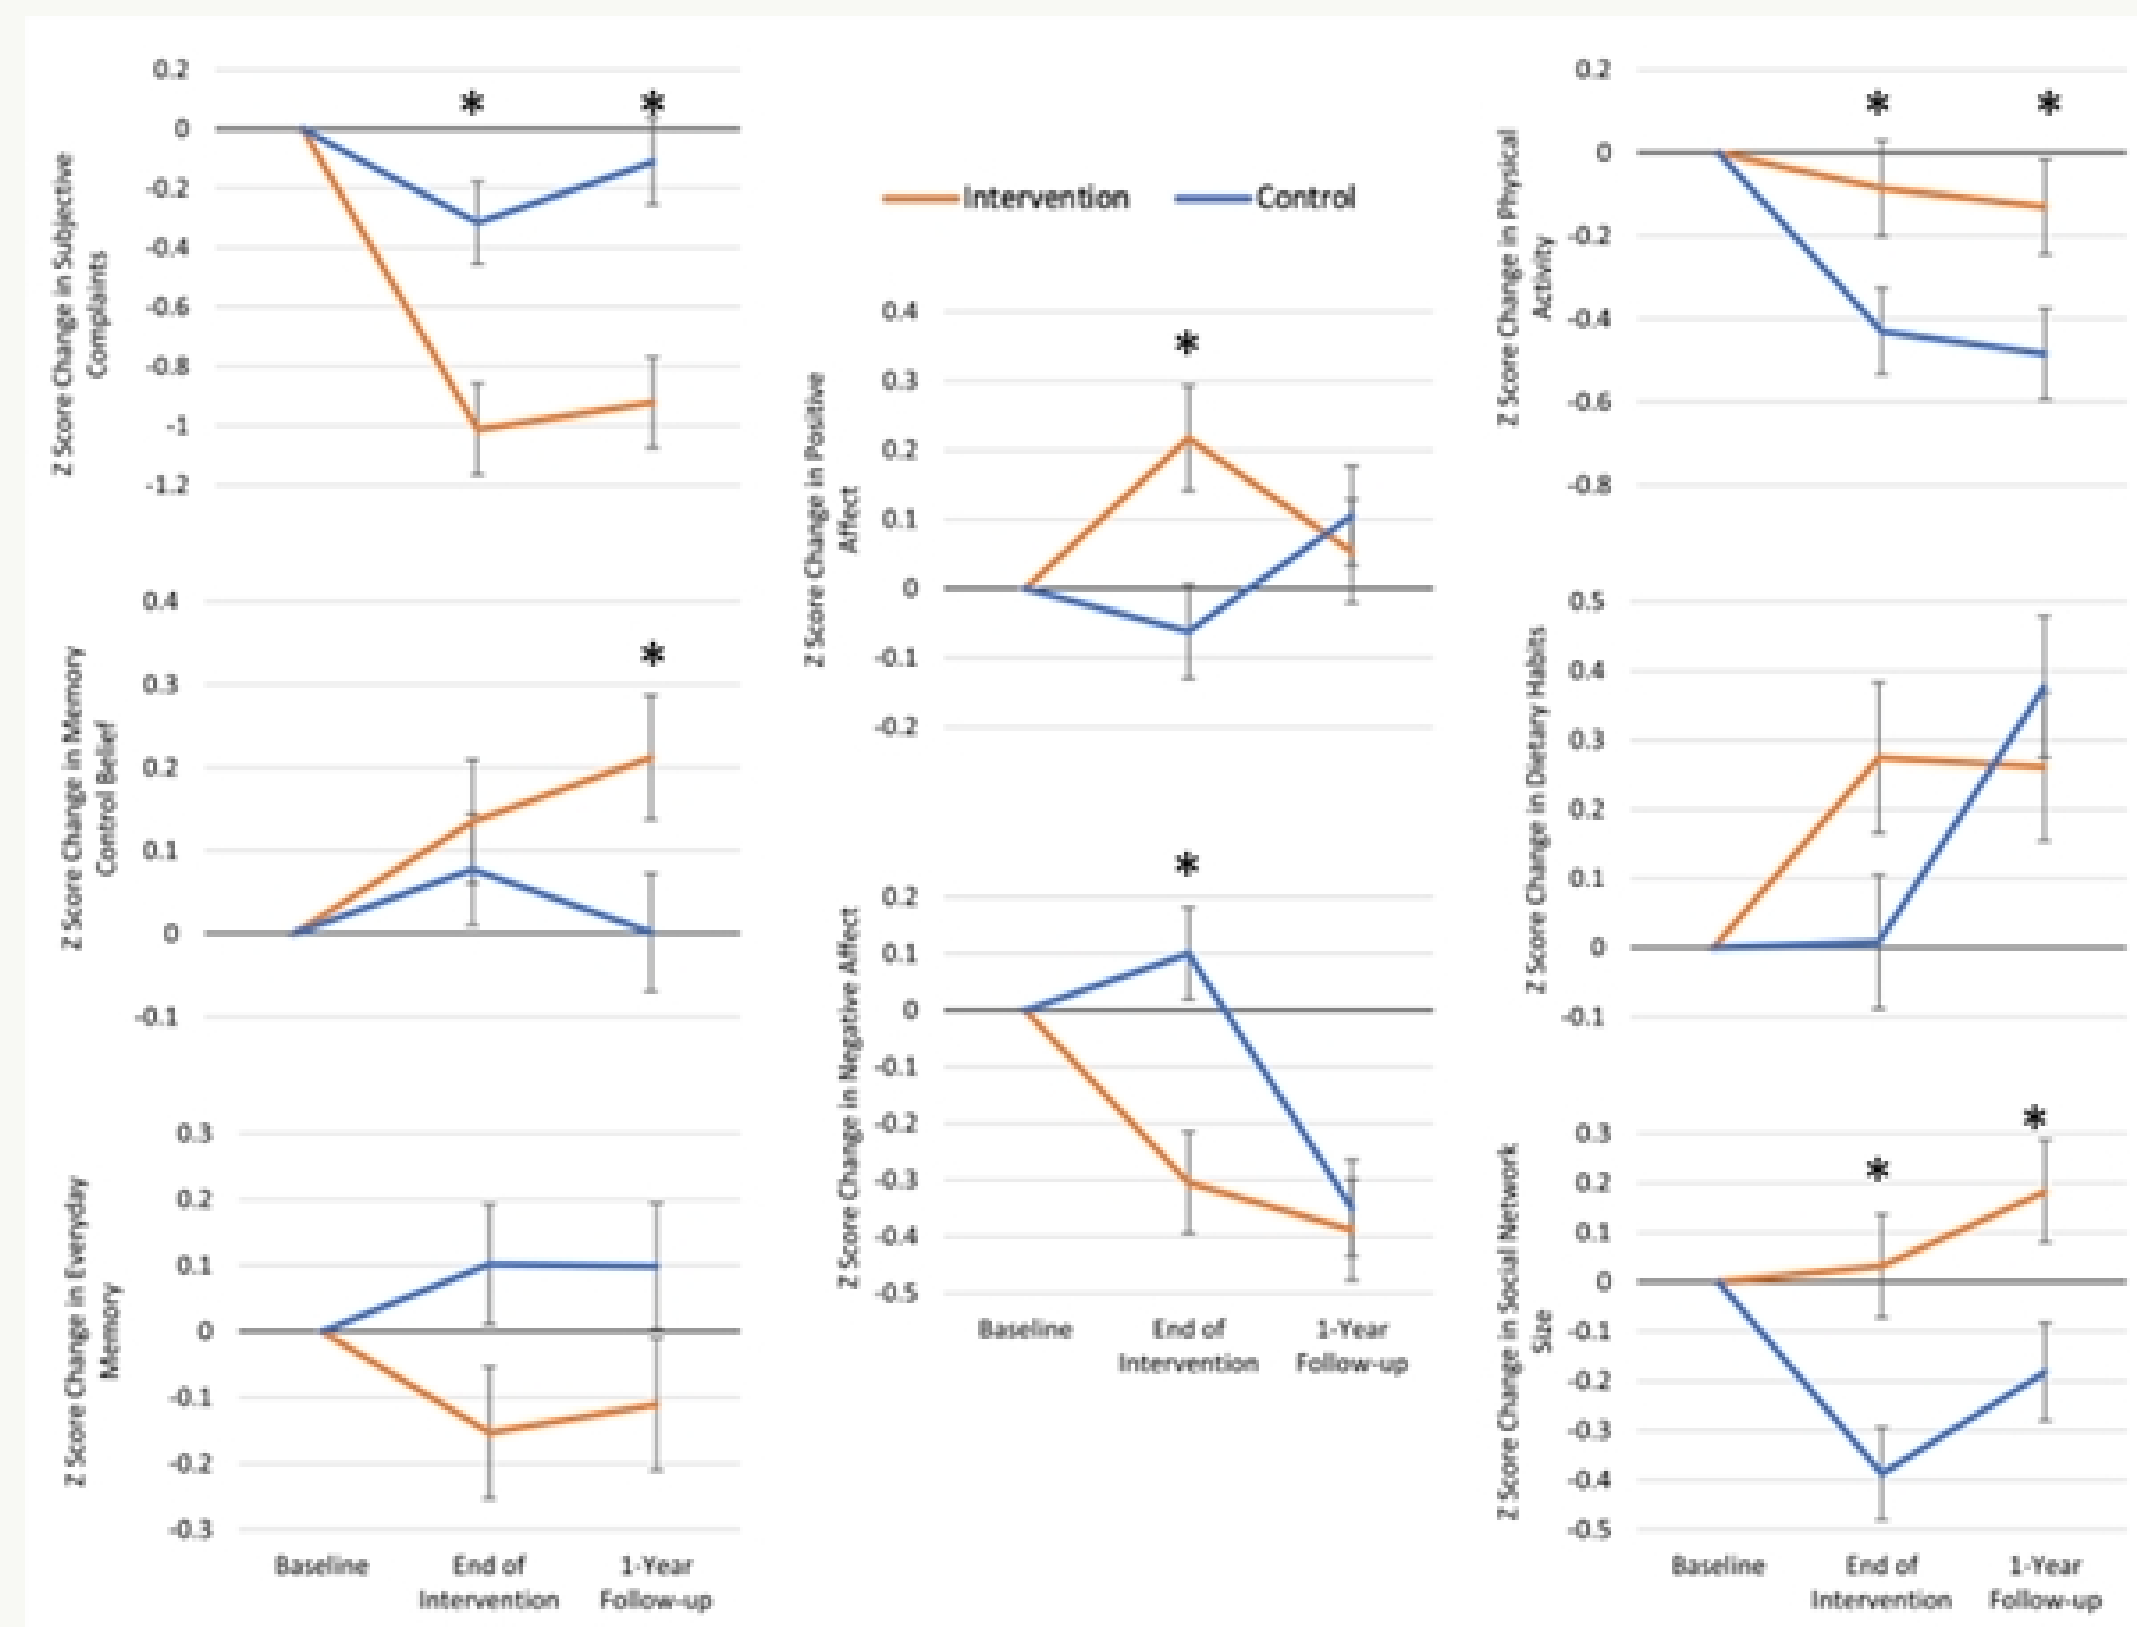 Z Score Change in Subjective
Complaints
0.2
0
-0.2
-0.4
-0.6
-0.8
-1
-1.2
*
*
Z Score Change in Memory
Control Belief
0.4
0.3
0.2
0.1
0
-0.1
*
Z Score Change in Everyday
Memory
0.3
0.2
0.1
0
-0.1
-0.2
-0.3
Baseline
End of
Intervention
1-Year
Follow-up
Intervention
Control
Z Score Change in Positive
Affect
0.4
0.3
0.2
0.1
0
-0.1
-0.2
*
Z Score Change in Negative Affect
0.2
0.1
0
-0.1
-0.2
-0.3
-0.4
-0.5
*
Baseline
End of
Intervention
1-Year
Follow-up
Z Score Change in Physical
Activity
0.2
0
-0.2
-0.4
-0.6
-0.8
*
*
Z Score Change in Dietary Habits
0.5
0.4
0.3
0.2
0.1
0
-0.1
Z Score Change in Social Network
Size
0.3
0.2
0.1
0
-0.1
-0.2
-0.3
-0.4
-0.5
*
*
Baseline
End of
Intervention
1-Year
Follow-up